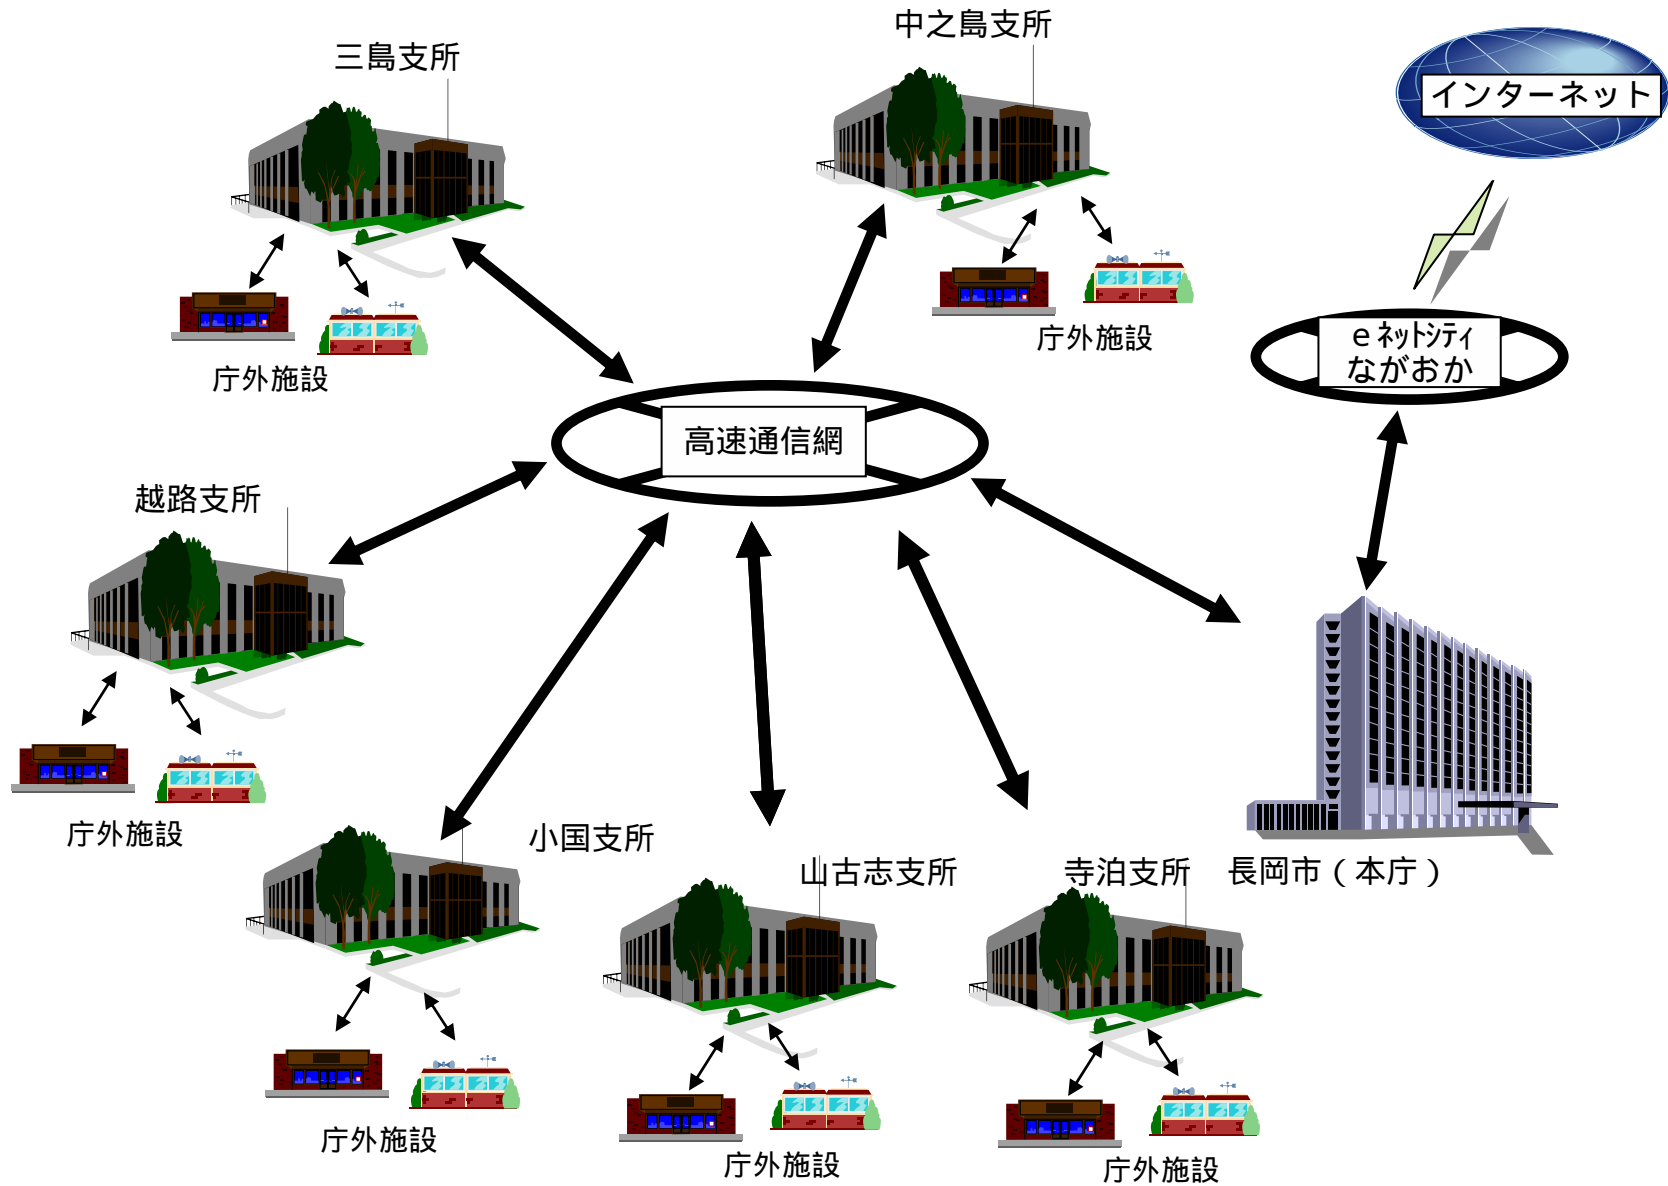 中之島支所
三島支所
インターネット
eネットシティ
ながおか
庁外施設
庁外施設
高速通信網
越路支所
庁外施設
小国支所
山古志支所
寺泊支所
長岡市(本庁)
庁外施設
庁外施設
庁外施設